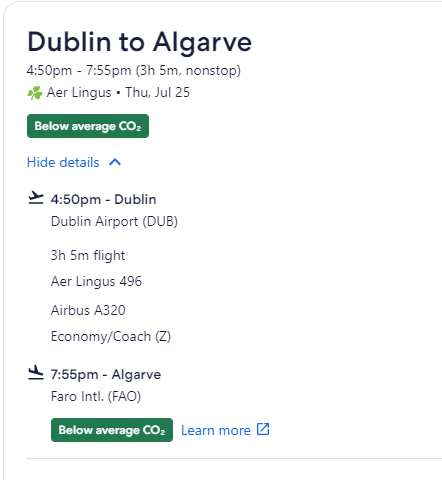 Dublin to Algarve
4:50pm - 7:55pm (3h 5m, nonstop)
Aer Lingus • Thu, Jul 25
Below average CO₂
Hide details
4:50pm - Dublin
Dublin Airport (DUB)
3h 5m flight
Aer Lingus 496
Airbus A320
Economy/Coach (Z)
7:55pm - Algarve
Faro Intl. (FAO)
Below average CO₂ Learn more